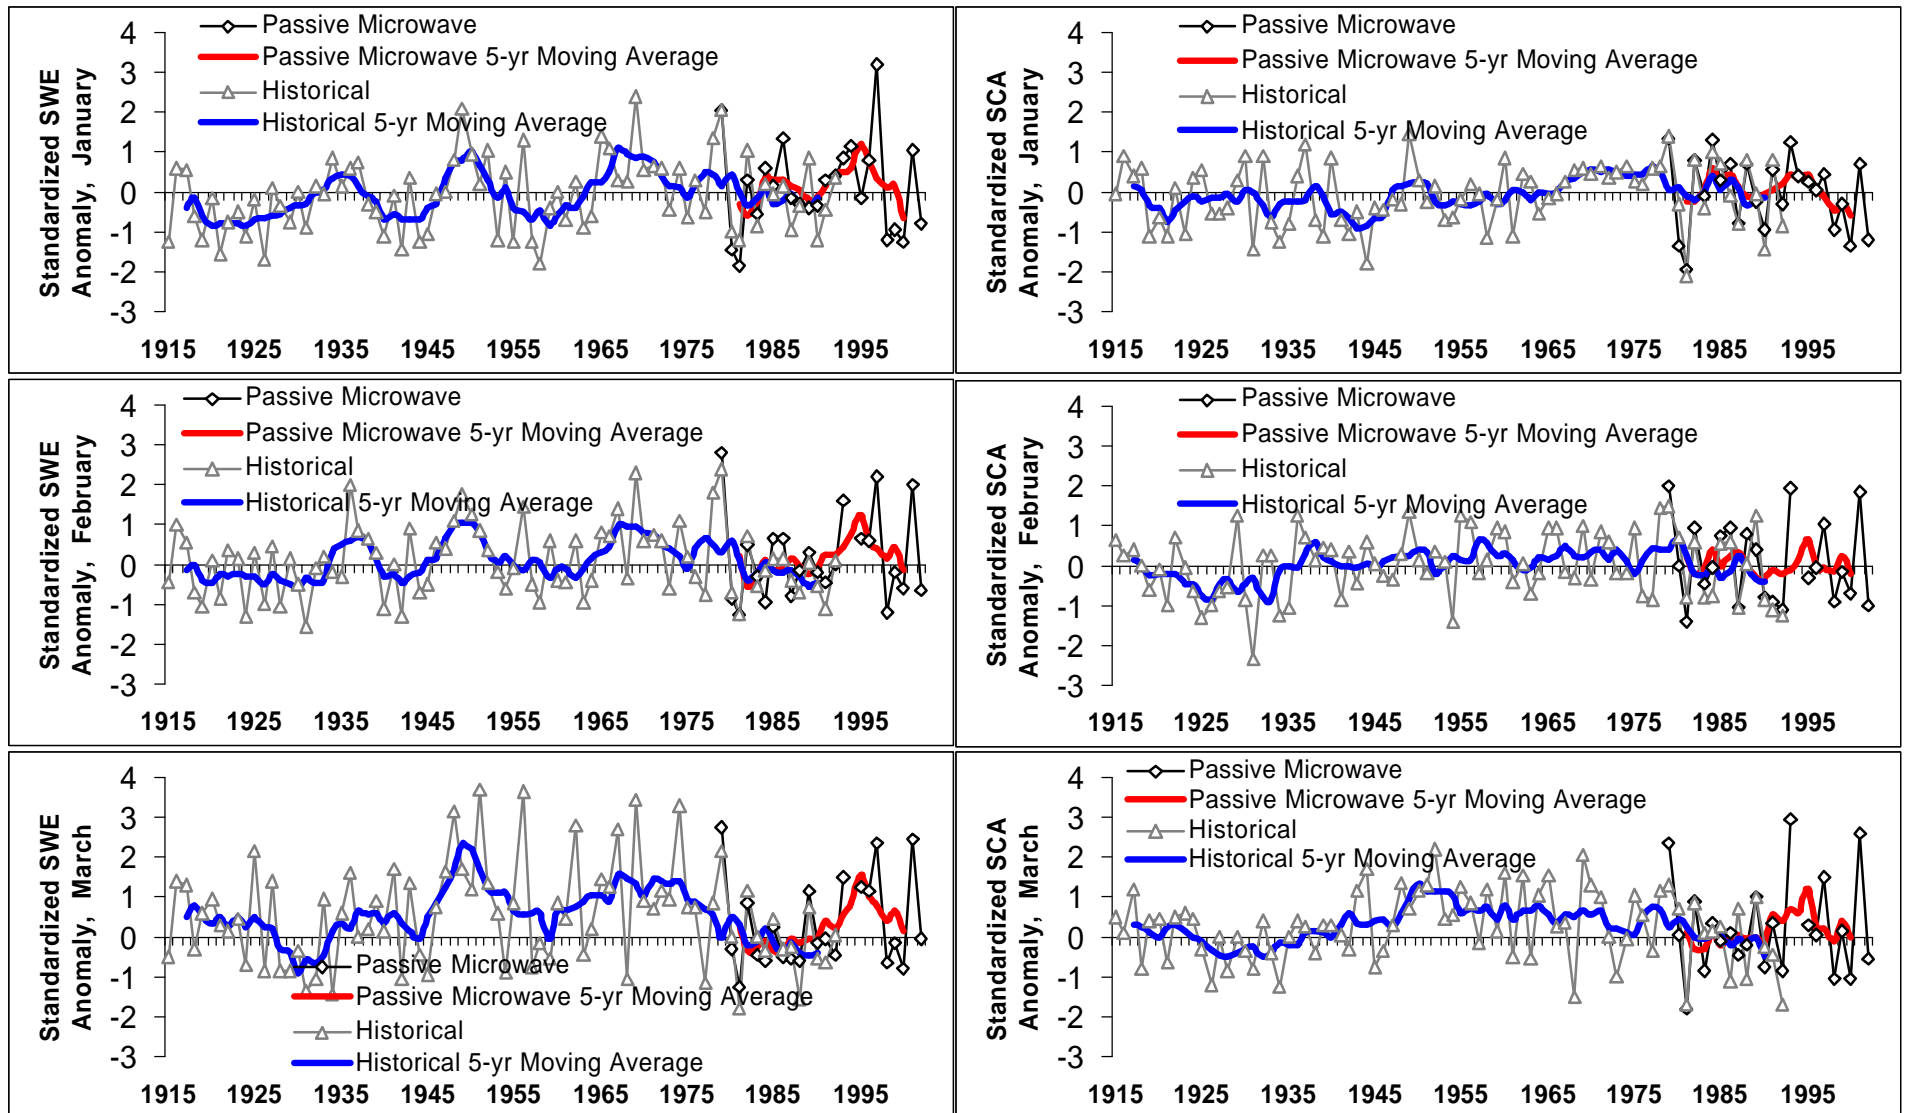 Standardized SWE
Anomaly, January
4
3
2
1
0
-1
-2
-3
Passive Microwave
Passive Microwave 5-yr Moving Average
Historical
Historical 5-yr Moving Average
1915 1925 1935 1945 1955 1965 1975 1985 1995
Standardized SCA
Anomaly, January
4
3
2
1
0
-1
-2
-3
Passive Microwave
Passive Microwave 5-yr Moving Average
Historical
Historical 5-yr Moving Average
1915 1925 1935 1945 1955 1965 1975 1985 1995
Standardized SWE
Anomaly, February
4
3
2
1
0
-1
-2
-3
Passive Microwave
Passive Microwave 5-yr Moving Average
Historical
Historical 5-yr Moving Average
1915 1925 1935 1945 1955 1965 1975 1985 1995
Standardized SCA
Anomaly, February
4
3
2
1
0
-1
-2
-3
Passive Microwave
Passive Microwave 5-yr Moving Average
Historical
Historical 5-yr Moving Average
1915 1925 1935 1945 1955 1965 1975 1985 1995
Standardized SWE
Anomaly, March
4
3
2
1
0
-1
-2
-3
Passive Microwave
Passive Microwave 5-yr Moving Average
Historical
Historical 5-yr Moving Average
1915 1925 1935 1945 1955 1965 1975 1985 1995
Standardized SCA
Anomaly, March
4
3
2
1
0
-1
-2
-3
Passive Microwave
Passive Microwave 5-yr Moving Average
Historical
Historical 5-yr Moving Average
1915 1925 1935 1945 1955 1965 1975 1985 1995